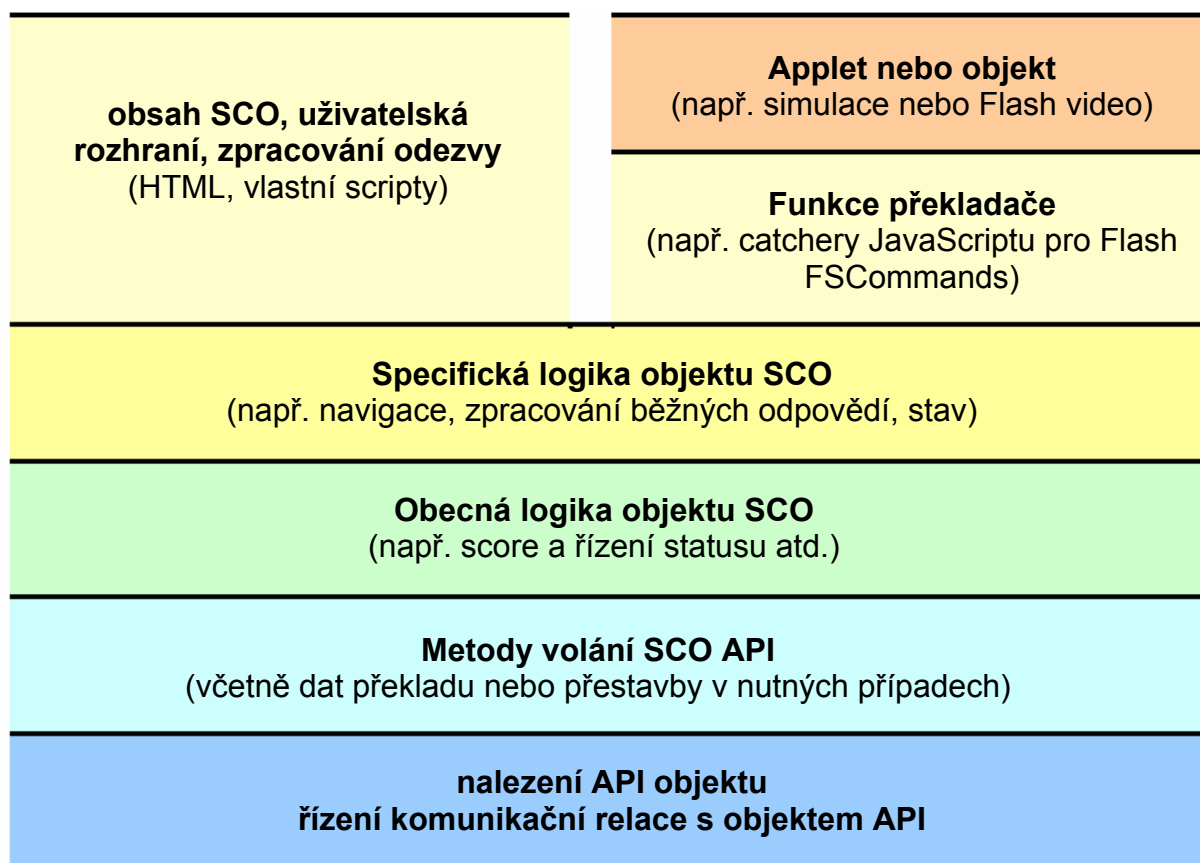 obsah SCO, uživatelská
rozhraní, zpracování odezvy
(HTML, vlastní scripty)
Applet nebo objekt
(např. simulace nebo Flash video)
Funkce překladače
(např. catchery JavaScriptu pro Flash
FSCommands)
Specifická logika objektu SCO
(např. navigace, zpracování běžných odpovědí, stav)
Obecná logika objektu SCO
(např. score a řízení statusu atd.)
Metody volání SCO API
(včetně dat překladu nebo přestavby v nutných případech)
nalezení API objektu
řízení komunikační relace s objektem API